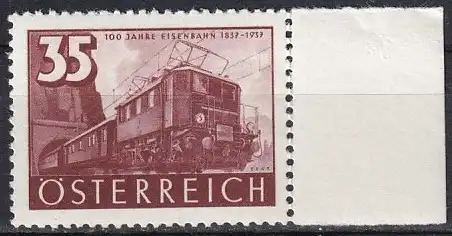 35
100 JAHRE EISENBAHN 1837-1937
ÖSTERREICH